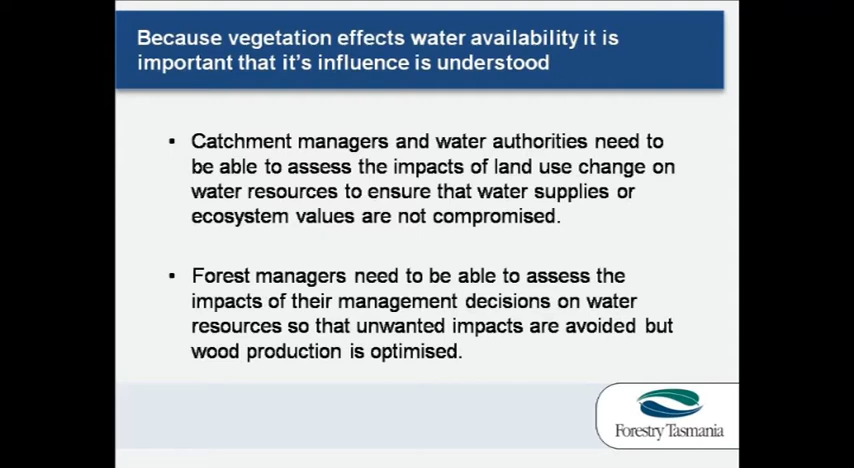 Because vegetation effects water availability it is
important that it's influence is understood
▪ Catchment managers and water authorities need to
be able to assess the impacts of land use change on
water resources to ensure that water supplies or
ecosystem values are not compromised.
▪ Forest managers need to be able to assess the
impacts of their management decisions on water
resources so that unwanted impacts are avoided but
wood production is optimised.
Forestry Tasmania